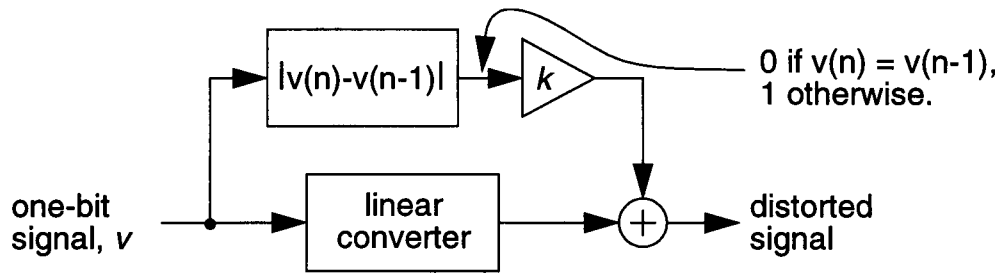 |v(n)-v(n-1)|
k
0 if v(n) = v(n-1),
1 otherwise.
one-bit
signal, v
linear
converter
+
distorted
signal